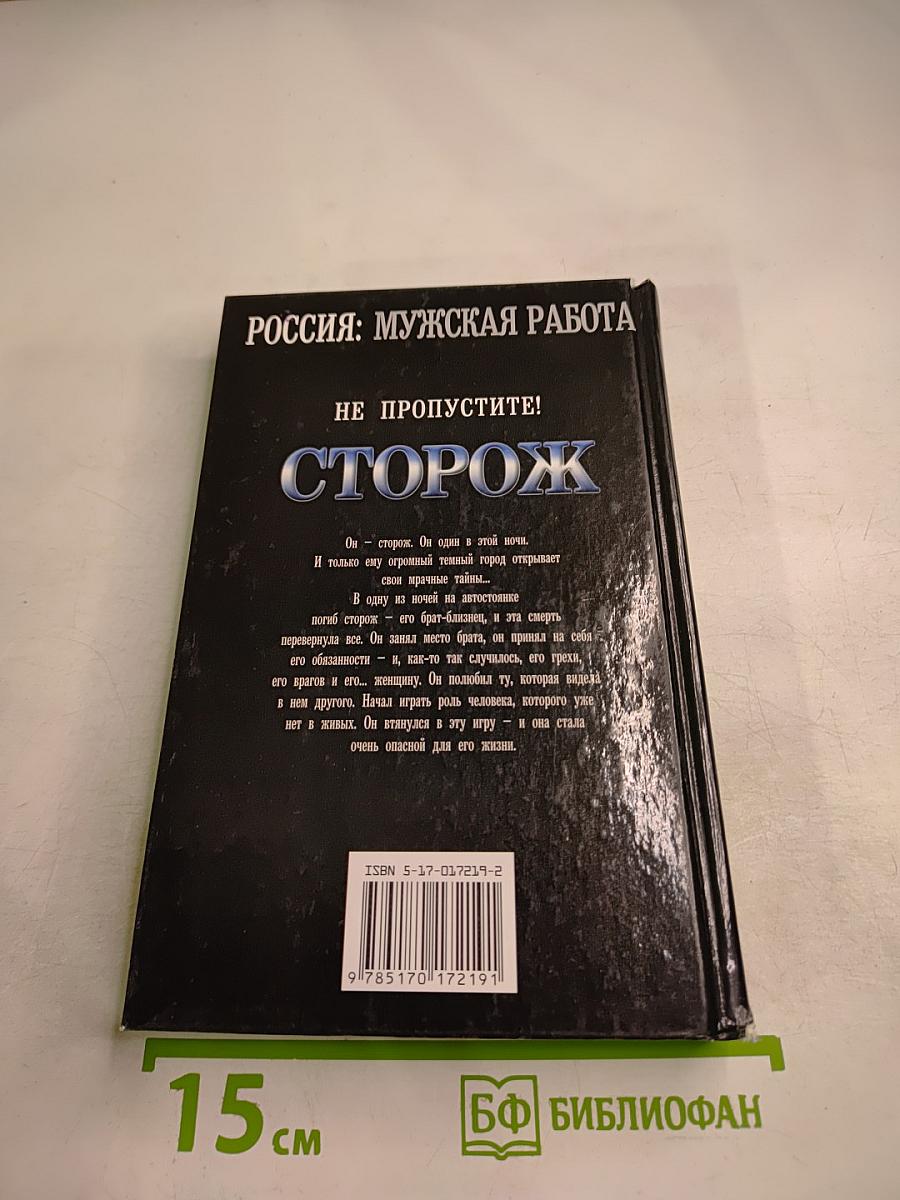 РОССИЯ: МУЖСКАЯ РАБОТА
НЕ ПРОПУСТИТЕ!
СТОРОЖ
Он – сторож. Он один в этой ночи.
И только ему огромный темный город открывает
свои мрачные тайны...
В одну из ночей на автостоянке
погиб сторож – его брат-близнец, и эта смерть
перевернула все. Он занял место брата, он принял на себя
его обязанности – и, как-то так случилось, его грехи,
его врагов и его... женщину. Он полюбил ту, которая видела
в нем другого. Начал играть роль человека, которого уже
нет в живых. Он втянулся в эту игру – и она стала
очень опасной для его жизни.
ISBN 5-17-017219-2
9 785170 172191
15 см
БФ БИБЛИОФАН